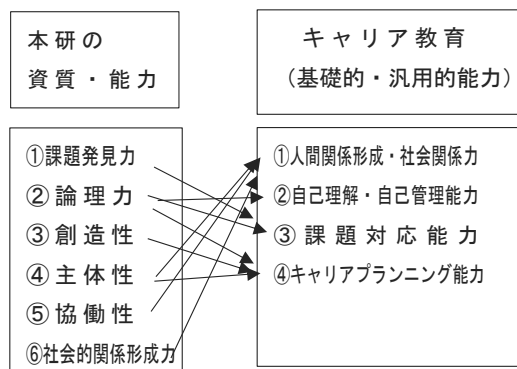 本研の
資質・能力
キャリア教育
（基礎的・汎用的能力）
①課題発見力
②論理力
③創造性
④主体性
⑤協働性
⑥社会的関係形成力
①人間関係形成・社会関係力
②自己理解・自己管理能力
③課題対応能力
④キャリアプランニング能力